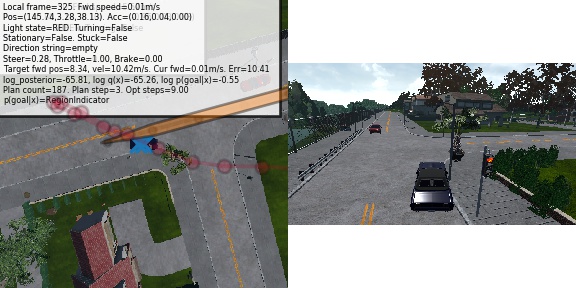 Local frame=325: Fwd speed=0.01m/s
Pos=(145.74,3.28,38.13). Acc=(0.16,0.04,0.00)
Light state=RED. Turning=False
Stationary=False. Stuck=False
Direction string=empty
Steer=0.28, Throttle=1.00, Brake=0.00
Target fwd pos=8.34, vel=10.42m/s. Cur fwd=0.01m/s. Err=10.41
log_posterior=-65.81, log q(x)=-65.26, log p(goal|x)=-0.55
Plan count=187. Plan step=3. Opt steps=9.00
p(goal|x)=RegionIndicator